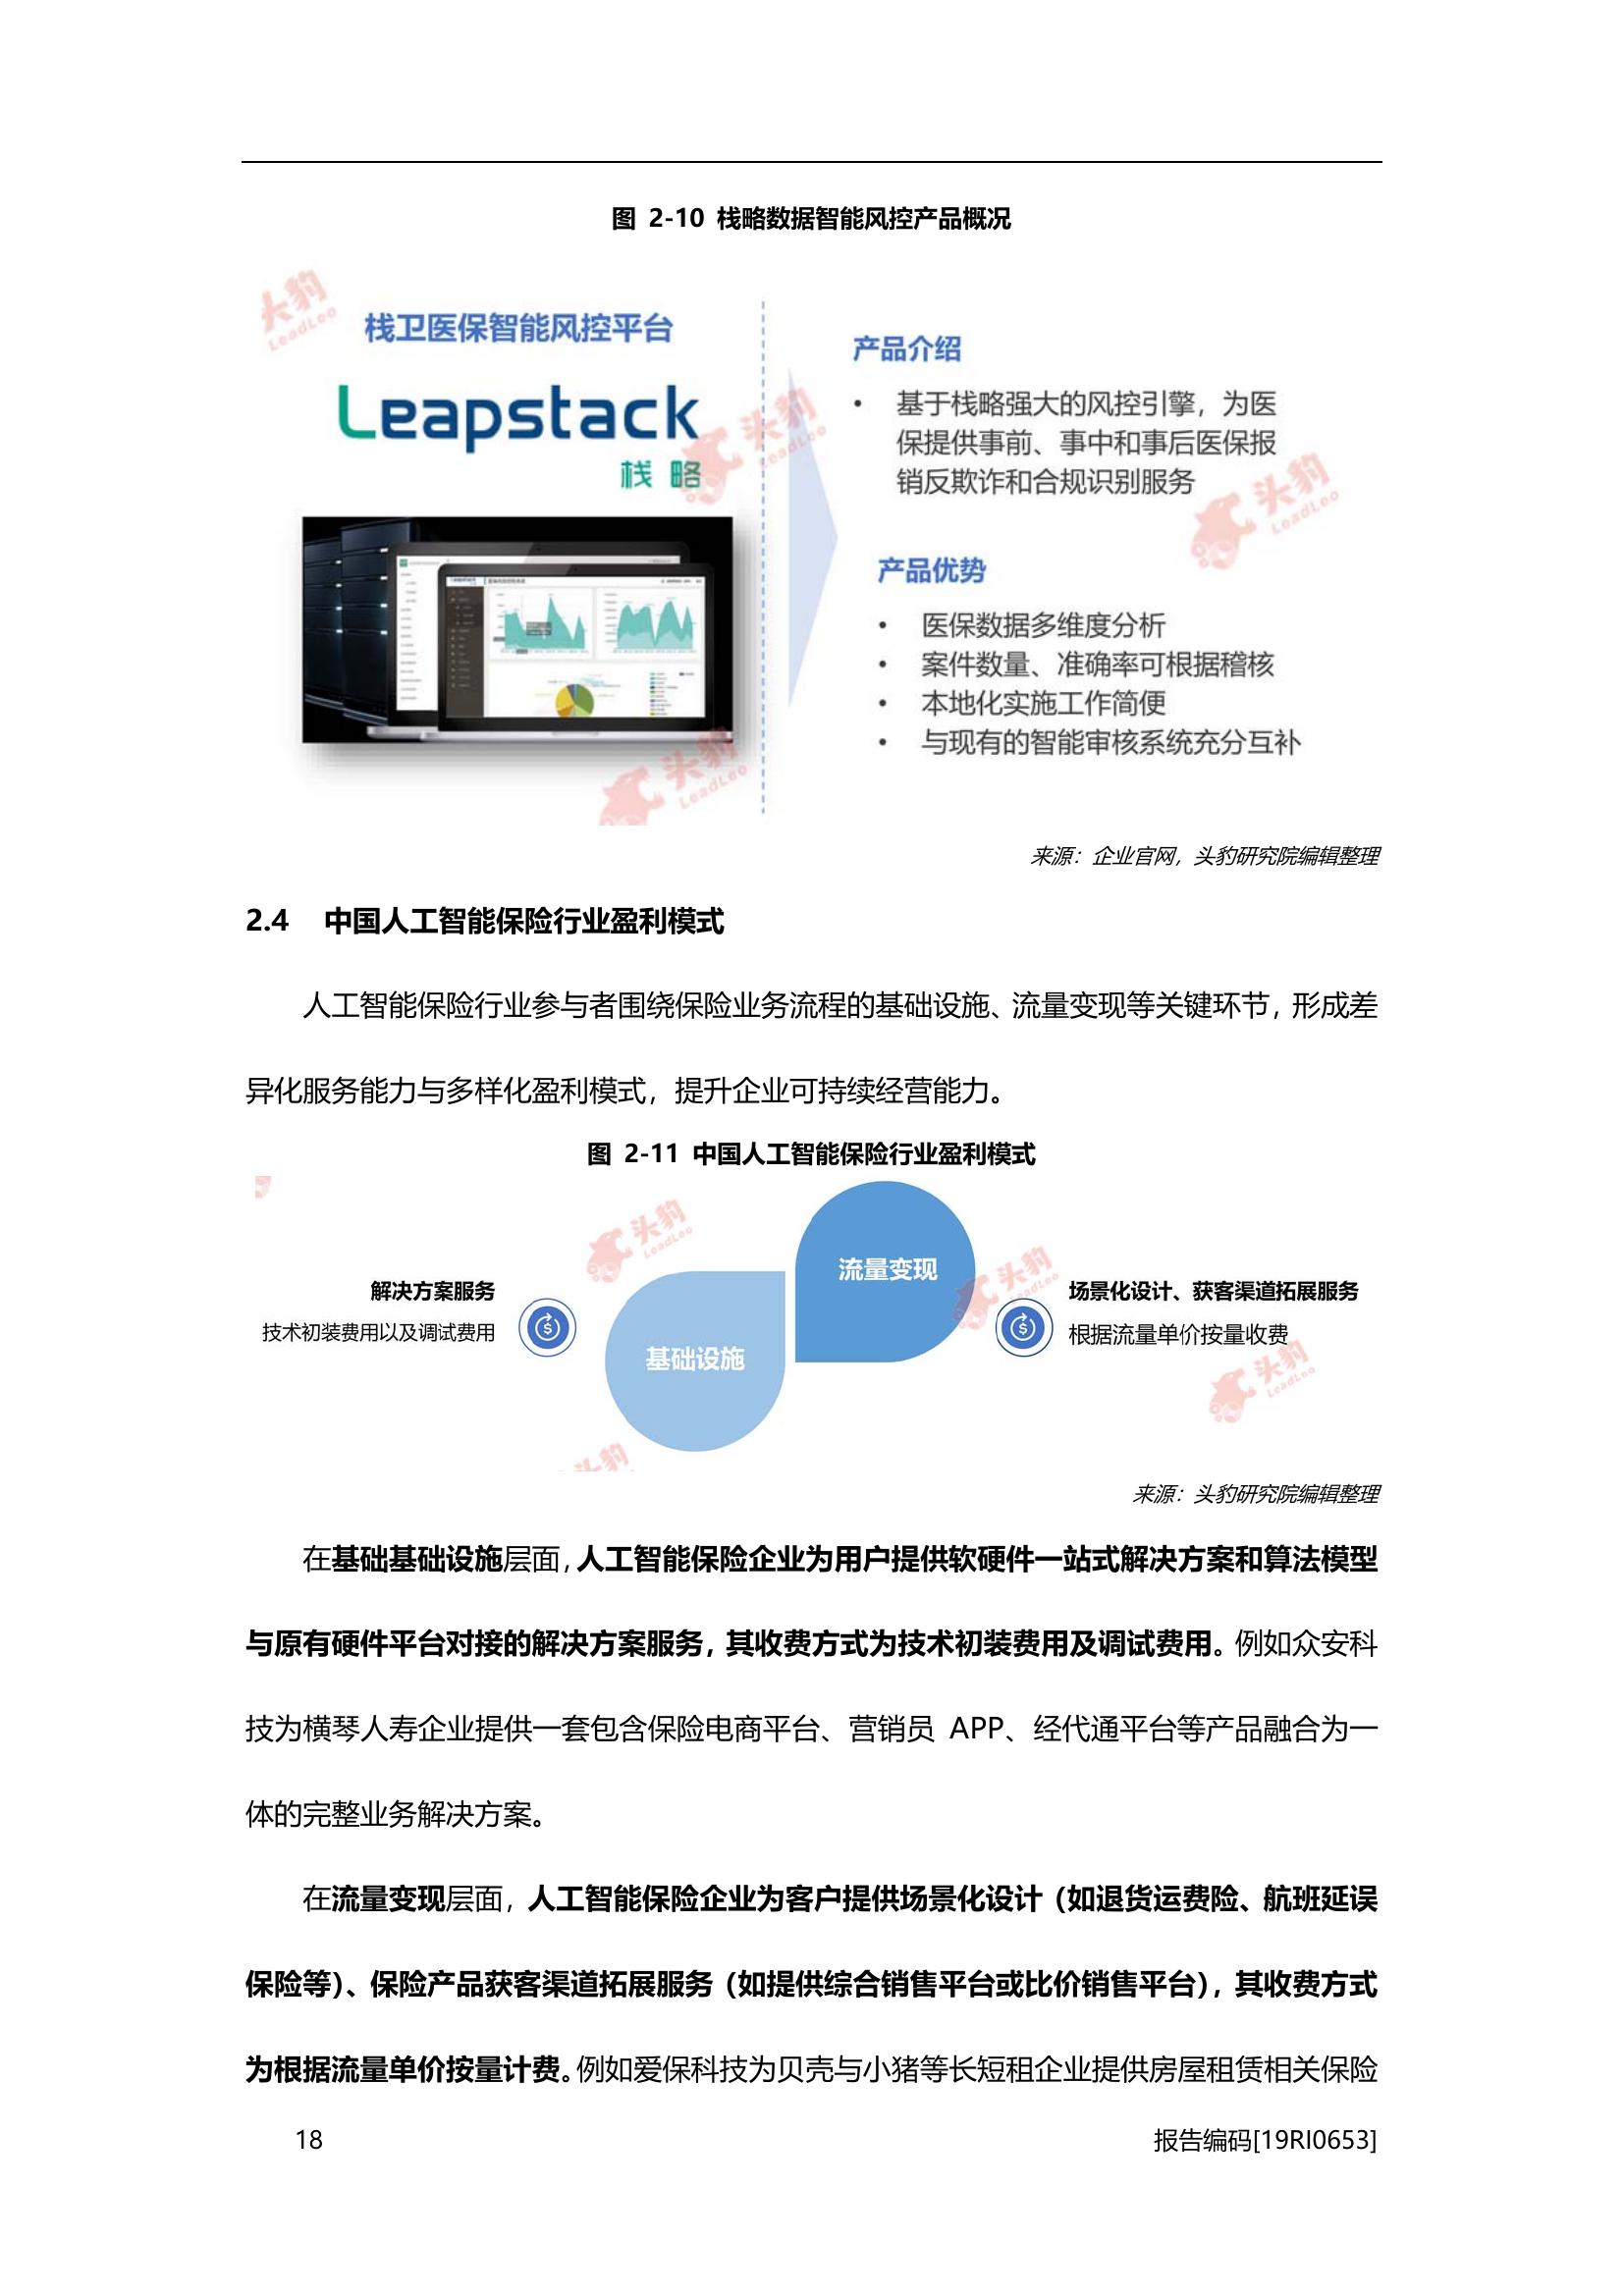 图 2-10 栈略数据智能风控产品概况
栈卫医保智能风控平台
Leapstack
栈略
产品介绍
• 基于栈略强大的风控引擎，为医
保提供事前、事中和事后医保报
销反欺诈和合规识别服务
产品优势
• 医保数据多维度分析
• 案件数量、准确率可根据稽核
• 本地化实施工作简便
• 与现有的智能审核系统充分互补
头豹
LeadLeo
头豹
LeadLeo
头豹
LeadLeo
头豹
LeadLeo
来源：企业官网，头豹研究院编辑整理
2.4 中国人工智能保险行业盈利模式
人工智能保险行业参与者围绕保险业务流程的基础设施、流量变现等关键环节，形成差
异化服务能力与多样化盈利模式，提升企业可持续经营能力。
图 2-11 中国人工智能保险行业盈利模式
解决方案服务
技术初装费用以及调试费用
基础设施
流量变现
场景化设计、获客渠道拓展服务
根据流量单价按量收费
头豹
LeadLeo
头豹
LeadLeo
头豹
LeadLeo
头豹
来源：头豹研究院编辑整理
在基础基础设施层面，人工智能保险企业为用户提供软硬件一站式解决方案和算法模型
与原有硬件平台对接的解决方案服务，其收费方式为技术初装费用及调试费用。例如众安科
技为横琴人寿企业提供一套包含保险电商平台、营销员 APP、经代通平台等产品融合为一
体的完整业务解决方案。
在流量变现层面，人工智能保险企业为客户提供场景化设计（如退货运费险、航班延误
保险等）、保险产品获客渠道拓展服务（如提供综合销售平台或比价销售平台），其收费方式
为根据流量单价按量计费。例如爱保科技为贝壳与小猪等长短租企业提供房屋租赁相关保险
18
报告编码[19RI0653]